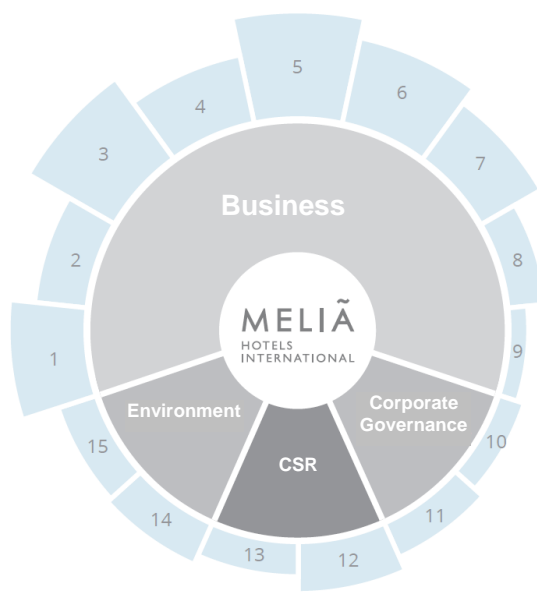 5
4
6
3
7
Business
2
8
MELIÃ
HOTELS
INTERNATIONAL
1
9
Environment
Corporate
Governance
10
15
CSR
14
11
13
12